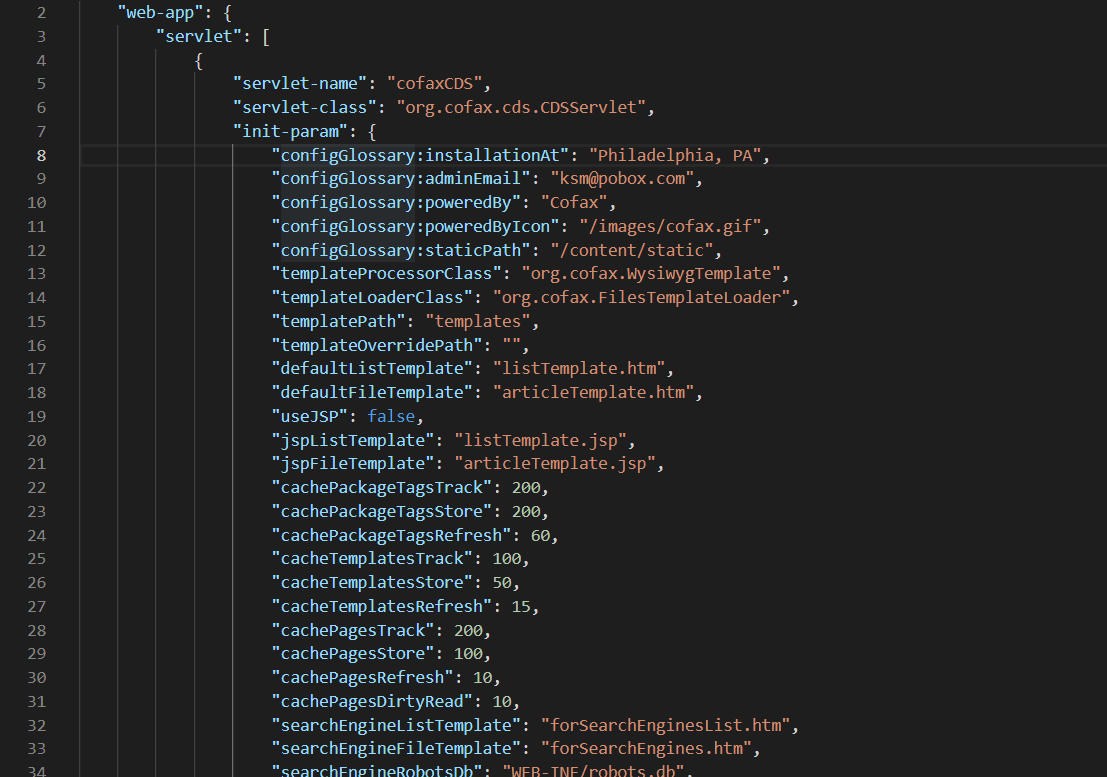 2 "web-app": {
3 "servlet": [
4 {
5 "servlet-name": "cofaxCDS",
6 "servlet-class": "org.cofax.cds.CDSServlet",
7 "init-param": {
8 "configGlossary:installationAt": "Philadelphia, PA",
9 "configGlossary:adminEmail": "ksm@pobox.com",
10 "configGlossary:poweredBy": "Cofax",
11 "configGlossary:poweredByIcon": "/images/cofax.gif",
12 "configGlossary:staticPath": "/content/static",
13 "templateProcessorClass": "org.cofax.WysiwygTemplate",
14 "templateLoaderClass": "org.cofax.FilesTemplateLoader",
15 "templatePath": "templates",
16 "templateOverridePath": "",
17 "defaultListTemplate": "listTemplate.htm",
18 "defaultFileTemplate": "articleTemplate.htm",
19 "useJSP": false,
20 "jspListTemplate": "listTemplate.jsp",
21 "jspFileTemplate": "articleTemplate.jsp",
22 "cachePackageTagsTrack": 200,
23 "cachePackageTagsStore": 200,
24 "cachePackageTagsRefresh": 60,
25 "cacheTemplatesTrack": 100,
26 "cacheTemplatesStore": 50,
27 "cacheTemplatesRefresh": 15,
28 "cachePagesTrack": 200,
29 "cachePagesStore": 100,
30 "cachePagesRefresh": 10,
31 "cachePagesDirtyRead": 10,
32 "searchEngineListTemplate": "forSearchEnginesList.htm",
33 "searchEngineFileTemplate": "forSearchEngines.htm",
34 "searchEngineRobotsDb": "WEB-INF/robots.db",